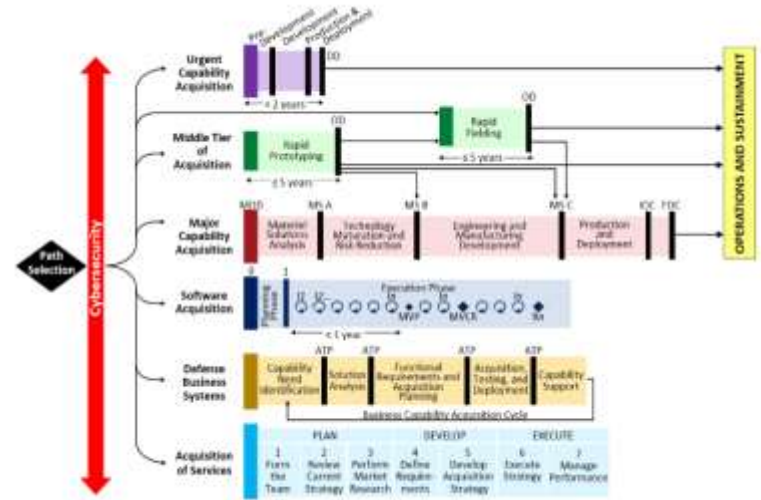 Path
Selection
Cybersecurity
Urgent
Capability
Acquisition
Pre-
Development
Development
Production &
Deployment
OD
< 2 years
Middle Tier
of
Acquisition
Rapid
Prototyping
OD
≤ 5 years
Rapid
Fielding
OD
≤ 5 years
Major
Capability
Acquisition
MDD
MS A
MS B
MS C
IOC
FOC
Materiel
Solutions
Analysis
Technology
Maturation and
Risk Reduction
Engineering and
Manufacturing
Development
Production
and
Deployment
Software
Acquisition
Planning
Phase
Execution Phase
MVP
MVCR
Rn
< 1 year
Defense
Business
Systems
ATP
ATP
ATP
ATP
Capability
Need
Identification
Solution
Analysis
Functional
Requirements and
Acquisition
Planning
Acquisition,
Testing, and
Deployment
Capability
Support
Business Capability Acquisition Cycle
Acquisition
of Services
PLAN
DEVELOP
EXECUTE
1
Form
the
Team
2
Review
Current
Strategy
3
Perform
Market
Research
4
Define
Require-
ments
5
Develop
Acquisition
Strategy
6
Execute
Strategy
7
Manage
Performance
OPERATIONS AND SUSTAINMENT